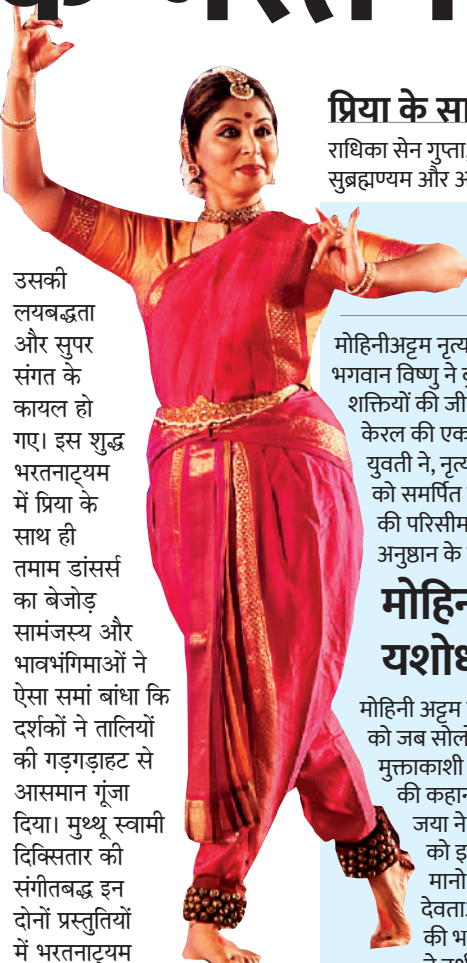 के भरतन
प्रिया के सा
राधिका सेन गुप्ता,
सुब्रह्मण्यम और अ
उसकी
लयबद्धता
और सुपर
संगत के
कायल हो
गए। इस शुद्ध
भरतनाट्यम
में प्रिया के
साथ ही
तमाम डांसर्स
का बेजोड़
सामंजस्य और
भावभंगिमाओं ने
ऐसा समां बांधा कि
दर्शकों ने तालियों
की गड़गड़ाहट से
आसमान गूंजा
दिया। मुथ्थू स्वामी
दिक्सितार की
संगीतबद्ध इन
दोनों प्रस्तुतियों
में भरतनाट्यम
मोहिनीअट्टम नृत्य
भगवान विष्णु ने
शक्तियों की जी
केरल की एक
युवती ने, नृत्य
को समर्पित
की परिसीम
अनुष्ठान के
मोहिन
यशोध
मोहिनी अट्टम
को जब सोलो
मुक्ताकाशी
की कहान
जया ने
को इ
मानो
देवताअ
की भ